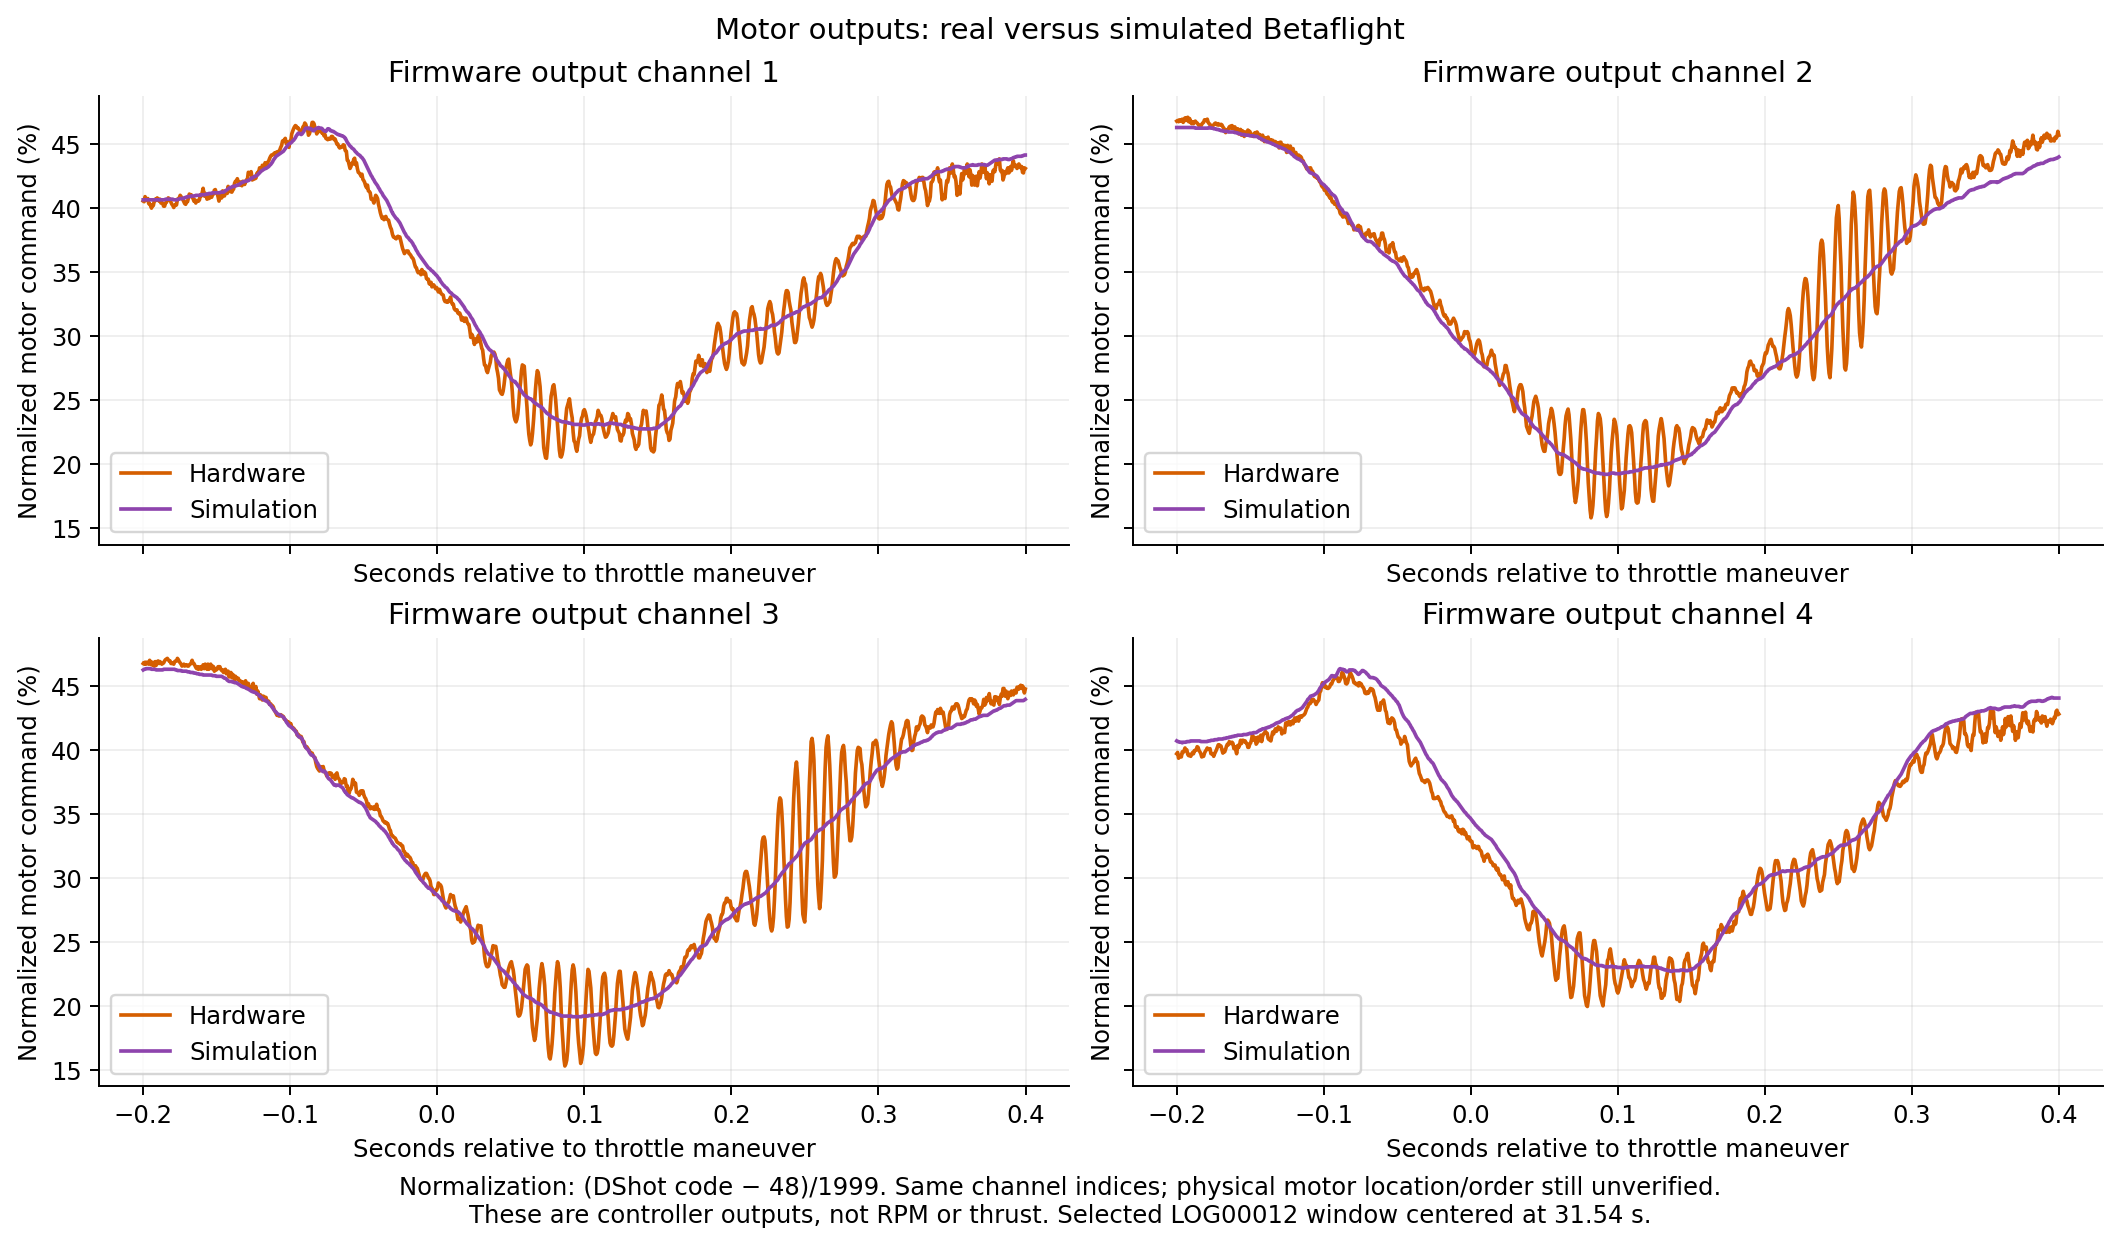 Motor outputs: real versus simulated Betaflight
Firmware output channel 1
Normalized motor command (%)
45
40
35
30
25
20
15
Hardware
Simulation
Seconds relative to throttle maneuver
Firmware output channel 2
Normalized motor command (%)
Hardware
Simulation
Seconds relative to throttle maneuver
Firmware output channel 3
Normalized motor command (%)
45
40
35
30
25
20
15
Hardware
Simulation
−0.2 −0.1 0.0 0.1 0.2 0.3 0.4
Seconds relative to throttle maneuver
Firmware output channel 4
Normalized motor command (%)
Hardware
Simulation
−0.2 −0.1 0.0 0.1 0.2 0.3 0.4
Seconds relative to throttle maneuver
Normalization: (DShot code − 48)/1999. Same channel indices; physical motor location/order still unverified.
These are controller outputs, not RPM or thrust. Selected LOG00012 window centered at 31.54 s.